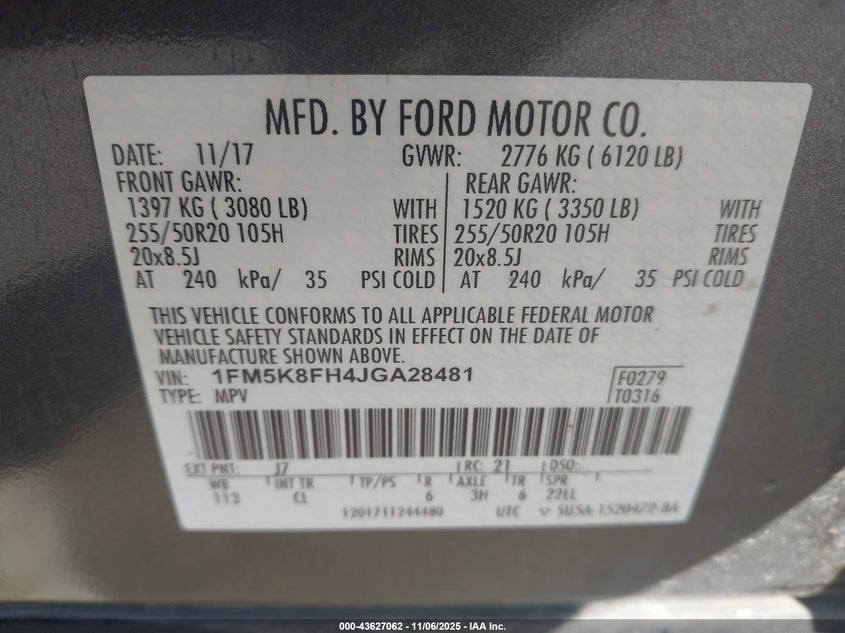 MFD. BY FORD MOTOR CO.
DATE: 11/17 GVWR: 2776 KG ( 6120 LB)
FRONT GAWR: REAR GAWR:
1397 KG ( 3080 LB) WITH 1520 KG ( 3350 LB) WITH
255/50R20 105H TIRES 255/50R20 105H TIRES
20x8.5J RIMS 20x8.5J RIMS
AT 240 kPa/ 35 PSI COLD AT 240 kPa/ 35 PSI COLD
THIS VEHICLE CONFORMS TO ALL APPLICABLE FEDERAL MOTOR
VEHICLE SAFETY STANDARDS IN EFFECT ON THE DATE OF
MANUFACTURE SHOWN ABOVE.
VIN: 1FM5K8FH4JGA28481 F0279
TYPE: MPV T0316
EXT PNT: J7 RC: 21 DSO:
WB INT TR TP/PS R AXLE TR SPR
113 CL 6 3H 6 22LL
1201711244480 UTC ▽ 5U5A-1520472-BA
000-43627062 - 11/06/2025 - IAA Inc.